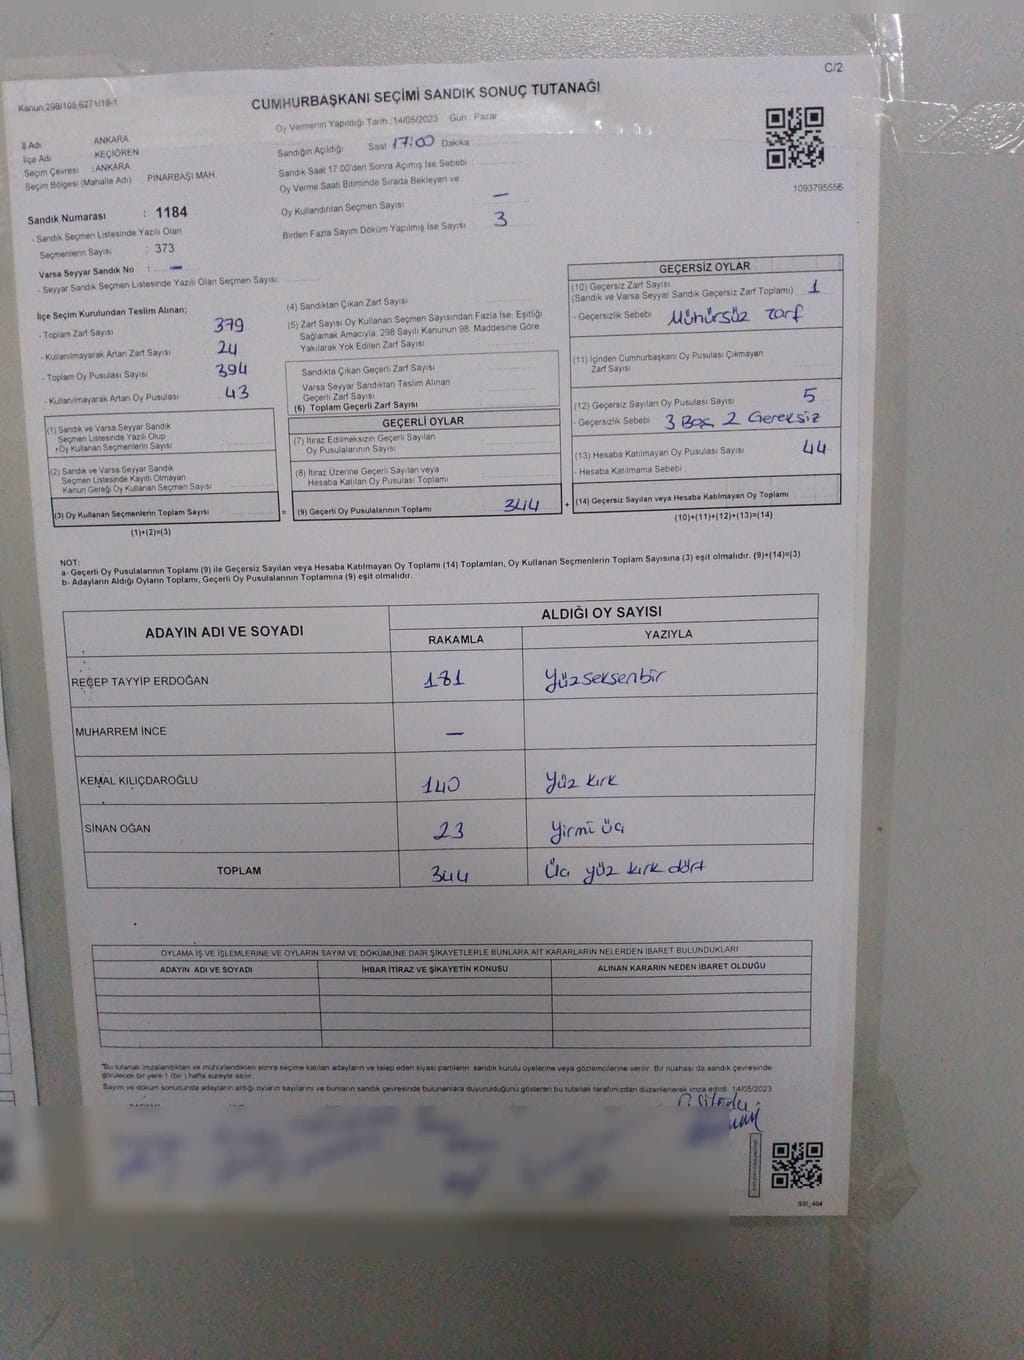 C/2
Kanun:298/105,6271/18-1
CUMHURBAŞKANI SEÇİMİ SANDIK SONUÇ TUTANAĞI
Oy Vermenin Yapıldığı Tarih :14/05/2023 Gün : Pazar
İl Adı : ANKARA
İlçe Adı : KEÇİÖREN
Seçim Çevresi : ANKARA
Seçim Bölgesi (Mahalle Adı) : PINARBAŞI MAH.
Sandık Numarası : 1184
- Sandık Seçmen Listesinde Yazılı Olan
Seçmenlerin Sayısı : 373
Varsa Seyyar Sandık No : —
- Seyyar Sandık Seçmen Listesinde Yazılı Olan Seçmen Sayısı:
Sandığın Açıldığı Saat 17:00 Dakika
Sandık Saat 17.00'den Sonra Açımış İse Sebebi
Oy Verme Saati Bitiminde Sırada Bekleyen ve
Oy Kullandırılan Seçmen Sayısı —
Birden Fazla Sayım Döküm Yapılmış İse Sayısı 3
1093795556
İlçe Seçim Kurulundan Teslim Alınan;
- Toplam Zarf Sayısı 379
- Kullanılmayarak Artan Zarf Sayısı 24
- Toplam Oy Pusulası Sayısı 394
- Kullanılmayarak Artan Oy Pusulası 43
(1) Sandık ve Varsa Seyyar Sandık
Seçmen Listesinde Yazılı Olup
Oy Kullanan Seçmenlerin Sayısı
(2) Sandık ve Varsa Seyyar Sandık
Seçmen Listesinde Kayıtlı Olmayan
Kanun Gereği Oy Kullanan Seçmen Sayısı
(3) Oy Kullanan Seçmenlerin Toplam Sayısı
(1)+(2)=(3)
(4) Sandıktan Çıkan Zarf Sayısı
(5) Zarf Sayısı Oy Kullanan Seçmen Sayısından Fazla İse, Eşitliği
Sağlamak Amacıyla, 298 Sayılı Kanunun 98. Maddesine Göre
Yakılarak Yok Edilen Zarf Sayısı
Sandıkta Çıkan Geçerli Zarf Sayısı
Varsa Seyyar Sandıktan Teslim Alınan
Geçerli Zarf Sayısı
(6) Toplam Geçerli Zarf Sayısı
GEÇERLİ OYLAR
(7) İtiraz Edilmeksizin Geçerli Sayılan
Oy Pusulalarının Sayısı
(8) İtiraz Üzerine Geçerli Sayılan veya
Hesaba Katılan Oy Pusulası Toplamı
= (9) Geçerli Oy Pusulalarının Toplamı 344 +
GEÇERSİZ OYLAR
(10) Geçersiz Zarf Sayısı
(Sandık ve Varsa Seyyar Sandık Geçersiz Zarf Toplamı) 1
- Geçersizlik Sebebi Mühürsüz zarf
(11) İçinden Cumhurbaşkanı Oy Pusulası Çıkmayan
Zarf Sayısı
(12) Geçersiz Sayılan Oy Pusulası Sayısı 5
- Geçersizlik Sebebi 3 Boş, 2 Gereksiz
(13) Hesaba Katılmayan Oy Pusulası Sayısı 44
- Hesaba Katılmama Sebebi
(14) Geçersiz Sayılan veya Hesaba Katılmayan Oy Toplamı
(10)+(11)+(12)+(13)=(14)
NOT:
a- Geçerli Oy Pusulalarının Toplamı (9) ile Geçersiz Sayılan veya Hesaba Katılmayan Oy Toplamı (14) Toplamları, Oy Kullanan Seçmenlerin Toplam Sayısına (3) eşit olmalıdır. (9)+(14)=(3)
b- Adayların Aldığı Oyların Toplamı, Geçerli Oy Pusulalarının Toplamına (9) eşit olmalıdır.
ADAYIN ADI VE SOYADI ALDIĞI OY SAYISI
RAKAMLA YAZIYLA
RECEP TAYYİP ERDOĞAN 181 Yüzseksenbir
MUHARREM İNCE —
KEMAL KILIÇDAROĞLU 140 Yüz kırk
SİNAN OĞAN 23 Yirmi üç
TOPLAM 344 Üç yüz kırk dört
OYLAMA İŞ VE İŞLEMLERİNE VE OYLARIN SAYIM VE DÖKÜMÜNE DAİR ŞİKAYETLERLE BUNLARA AİT KARARLARIN NELERDEN İBARET BULUNDUKLARI
ADAYIN ADI VE SOYADI İHBAR İTİRAZ VE ŞİKAYETİN KONUSU ALINAN KARARIN NEDEN İBARET OLDUĞU
"Bu tutanak imzalandıktan ve mühürlendikten sonra seçime katılan adayların ve talep eden siyasi partilerin sandık kurulu üyelerine veya gözlemcilerine verilir. Bir nüshası da sandık çevresinde
görülecek bir yere 1 (bir) hafta süreyle asılır.
Sayım ve döküm sonucunda adayların aldığı oyların sayılarını ve bunların sandık çevresinde bulunanlara duyurulduğunu gösteren bu tutanak tarafımızdan düzenlenerek imza edildi. 14/05/2023
SSI_404